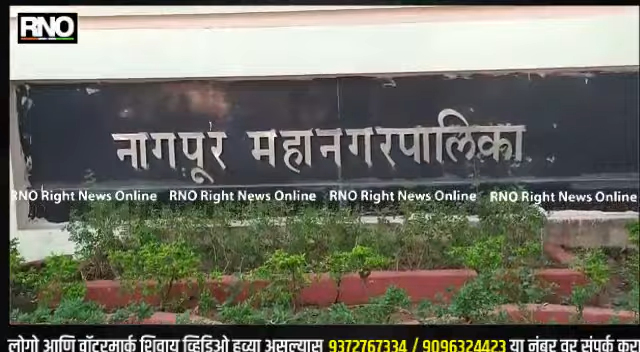 RNO
नागपूर महानगरपालिका
RNO Right News Online RNO Right News Online RNO Right News Online RNO Right News Online
लोगो आणि वॉटरमार्क शिवाय व्हिडिओ हव्या असल्यास 9372767334 / 9096324423 या नंबर वर संपर्क